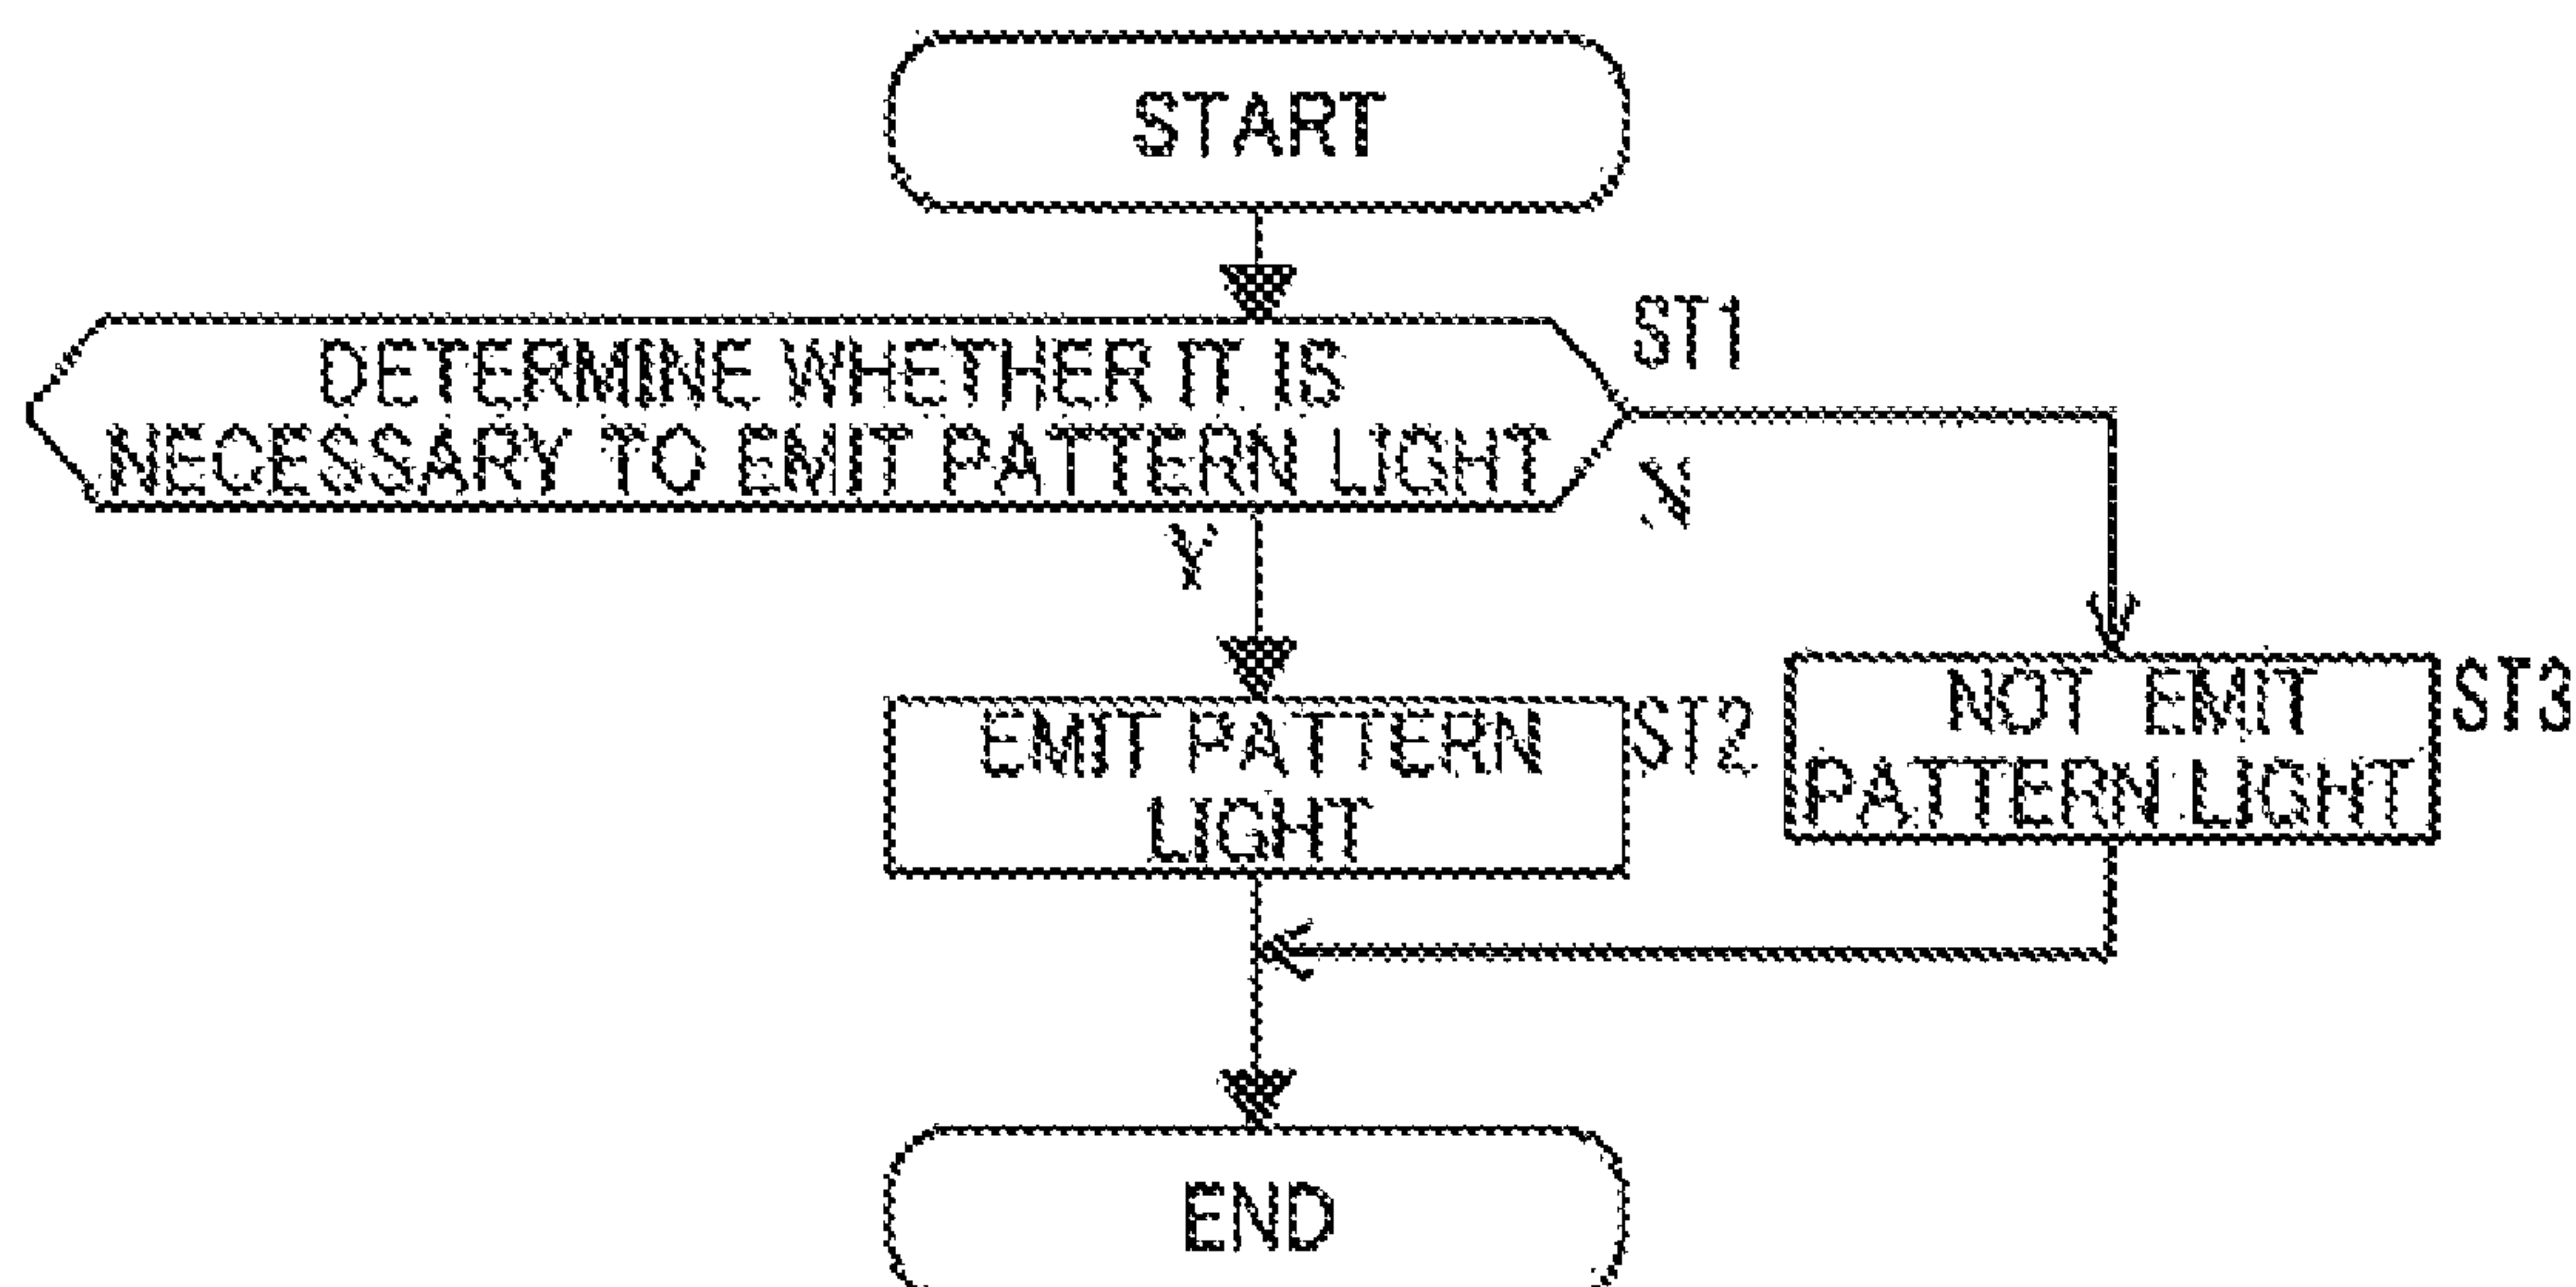 START
DETERMINE WHETHER IT IS
NECESSARY TO EMIT PATTERN LIGHT
ST1
N
Y
EMIT PATTERN
LIGHT
ST2
NOT EMIT
PATTERN LIGHT
ST3
END